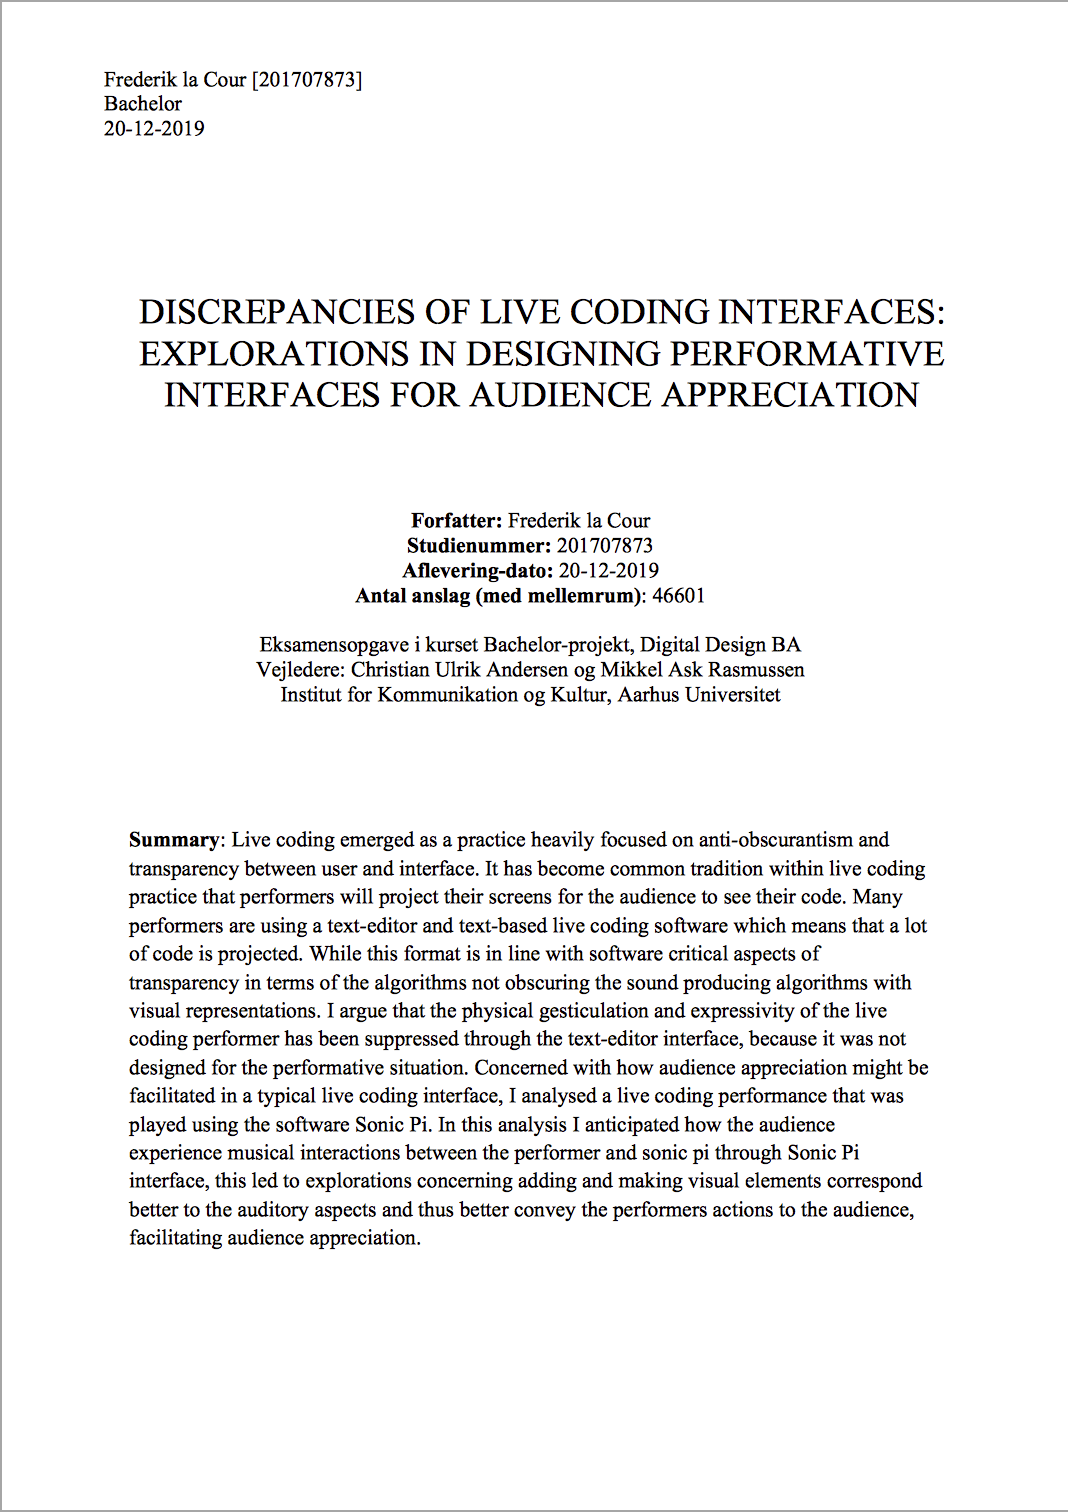 Frederik la Cour [201707873]
Bachelor
20-12-2019
DISCREPANCIES OF LIVE CODING INTERFACES:
EXPLORATIONS IN DESIGNING PERFORMATIVE
INTERFACES FOR AUDIENCE APPRECIATION
Forfatter: Frederik la Cour
Studienummer: 201707873
Aflevering-dato: 20-12-2019
Antal anslag (med mellemrum): 46601
Eksamensopgave i kurset Bachelor-projekt, Digital Design BA
Vejledere: Christian Ulrik Andersen og Mikkel Ask Rasmussen
Institut for Kommunikation og Kultur, Aarhus Universitet
Summary: Live coding emerged as a practice heavily focused on anti-obscurantism and
transparency between user and interface. It has become common tradition within live coding
practice that performers will project their screens for the audience to see their code. Many
performers are using a text-editor and text-based live coding software which means that a lot
of code is projected. While this format is in line with software critical aspects of
transparency in terms of the algorithms not obscuring the sound producing algorithms with
visual representations. I argue that the physical gesticulation and expressivity of the live
coding performer has been suppressed through the text-editor interface, because it was not
designed for the performative situation. Concerned with how audience appreciation might be
facilitated in a typical live coding interface, I analysed a live coding performance that was
played using the software Sonic Pi. In this analysis I anticipated how the audience
experience musical interactions between the performer and sonic pi through Sonic Pi
interface, this led to explorations concerning adding and making visual elements correspond
better to the auditory aspects and thus better convey the performers actions to the audience,
facilitating audience appreciation.